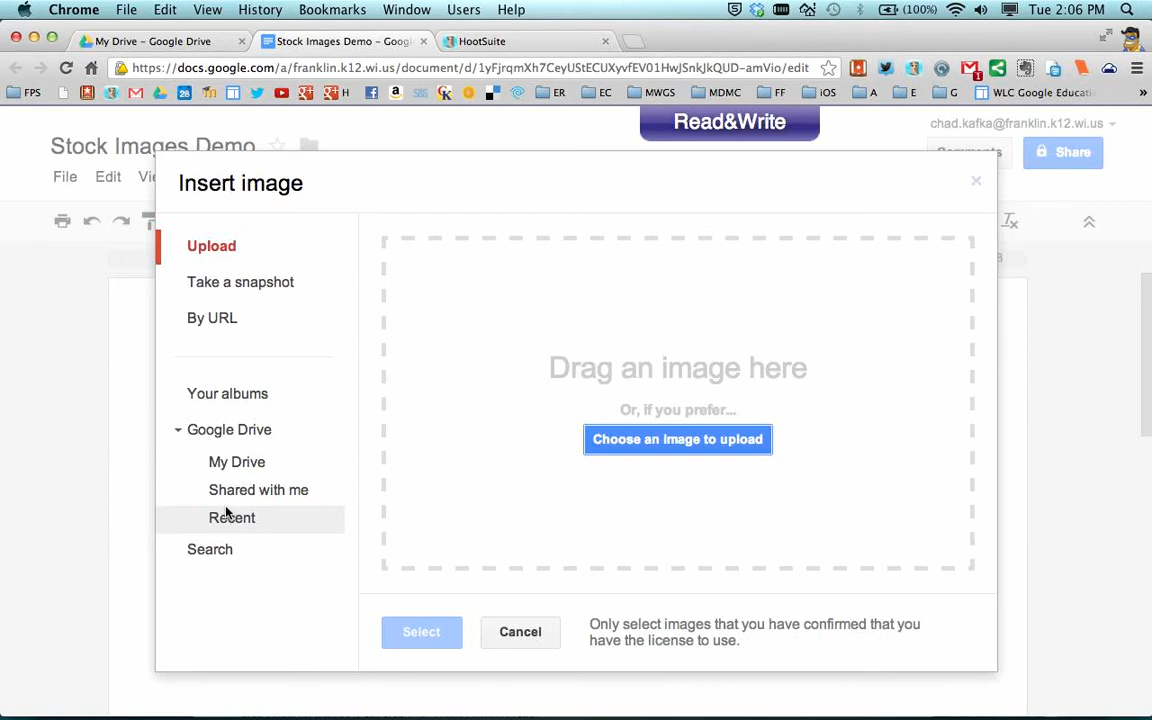 Chrome File Edit View History Bookmarks Window Users Help (100%) Tue 2:06 PM
My Drive – Google Drive Stock Images Demo – Goog HootSuite
https://docs.google.com/a/franklin.k12.wi.us/document/d/1yFjrqmXh7CeyUStECUXyvfEV01HwJSnkJkQUD-amVio/edit
FPS H ER EC MWGS MDMC FF iOS A E G WLC Google Educati »
Read&Write
chad.kafka@franklin.k12.wi.us
Stock Images Demo
Comments Share
File Edit Vie
Insert image
Upload
Take a snapshot
By URL
Your albums
Google Drive
My Drive
Shared with me
Recent
Search
Drag an image here
Or, if you prefer...
Choose an image to upload
Select Cancel
Only select images that you have confirmed that you
have the license to use.